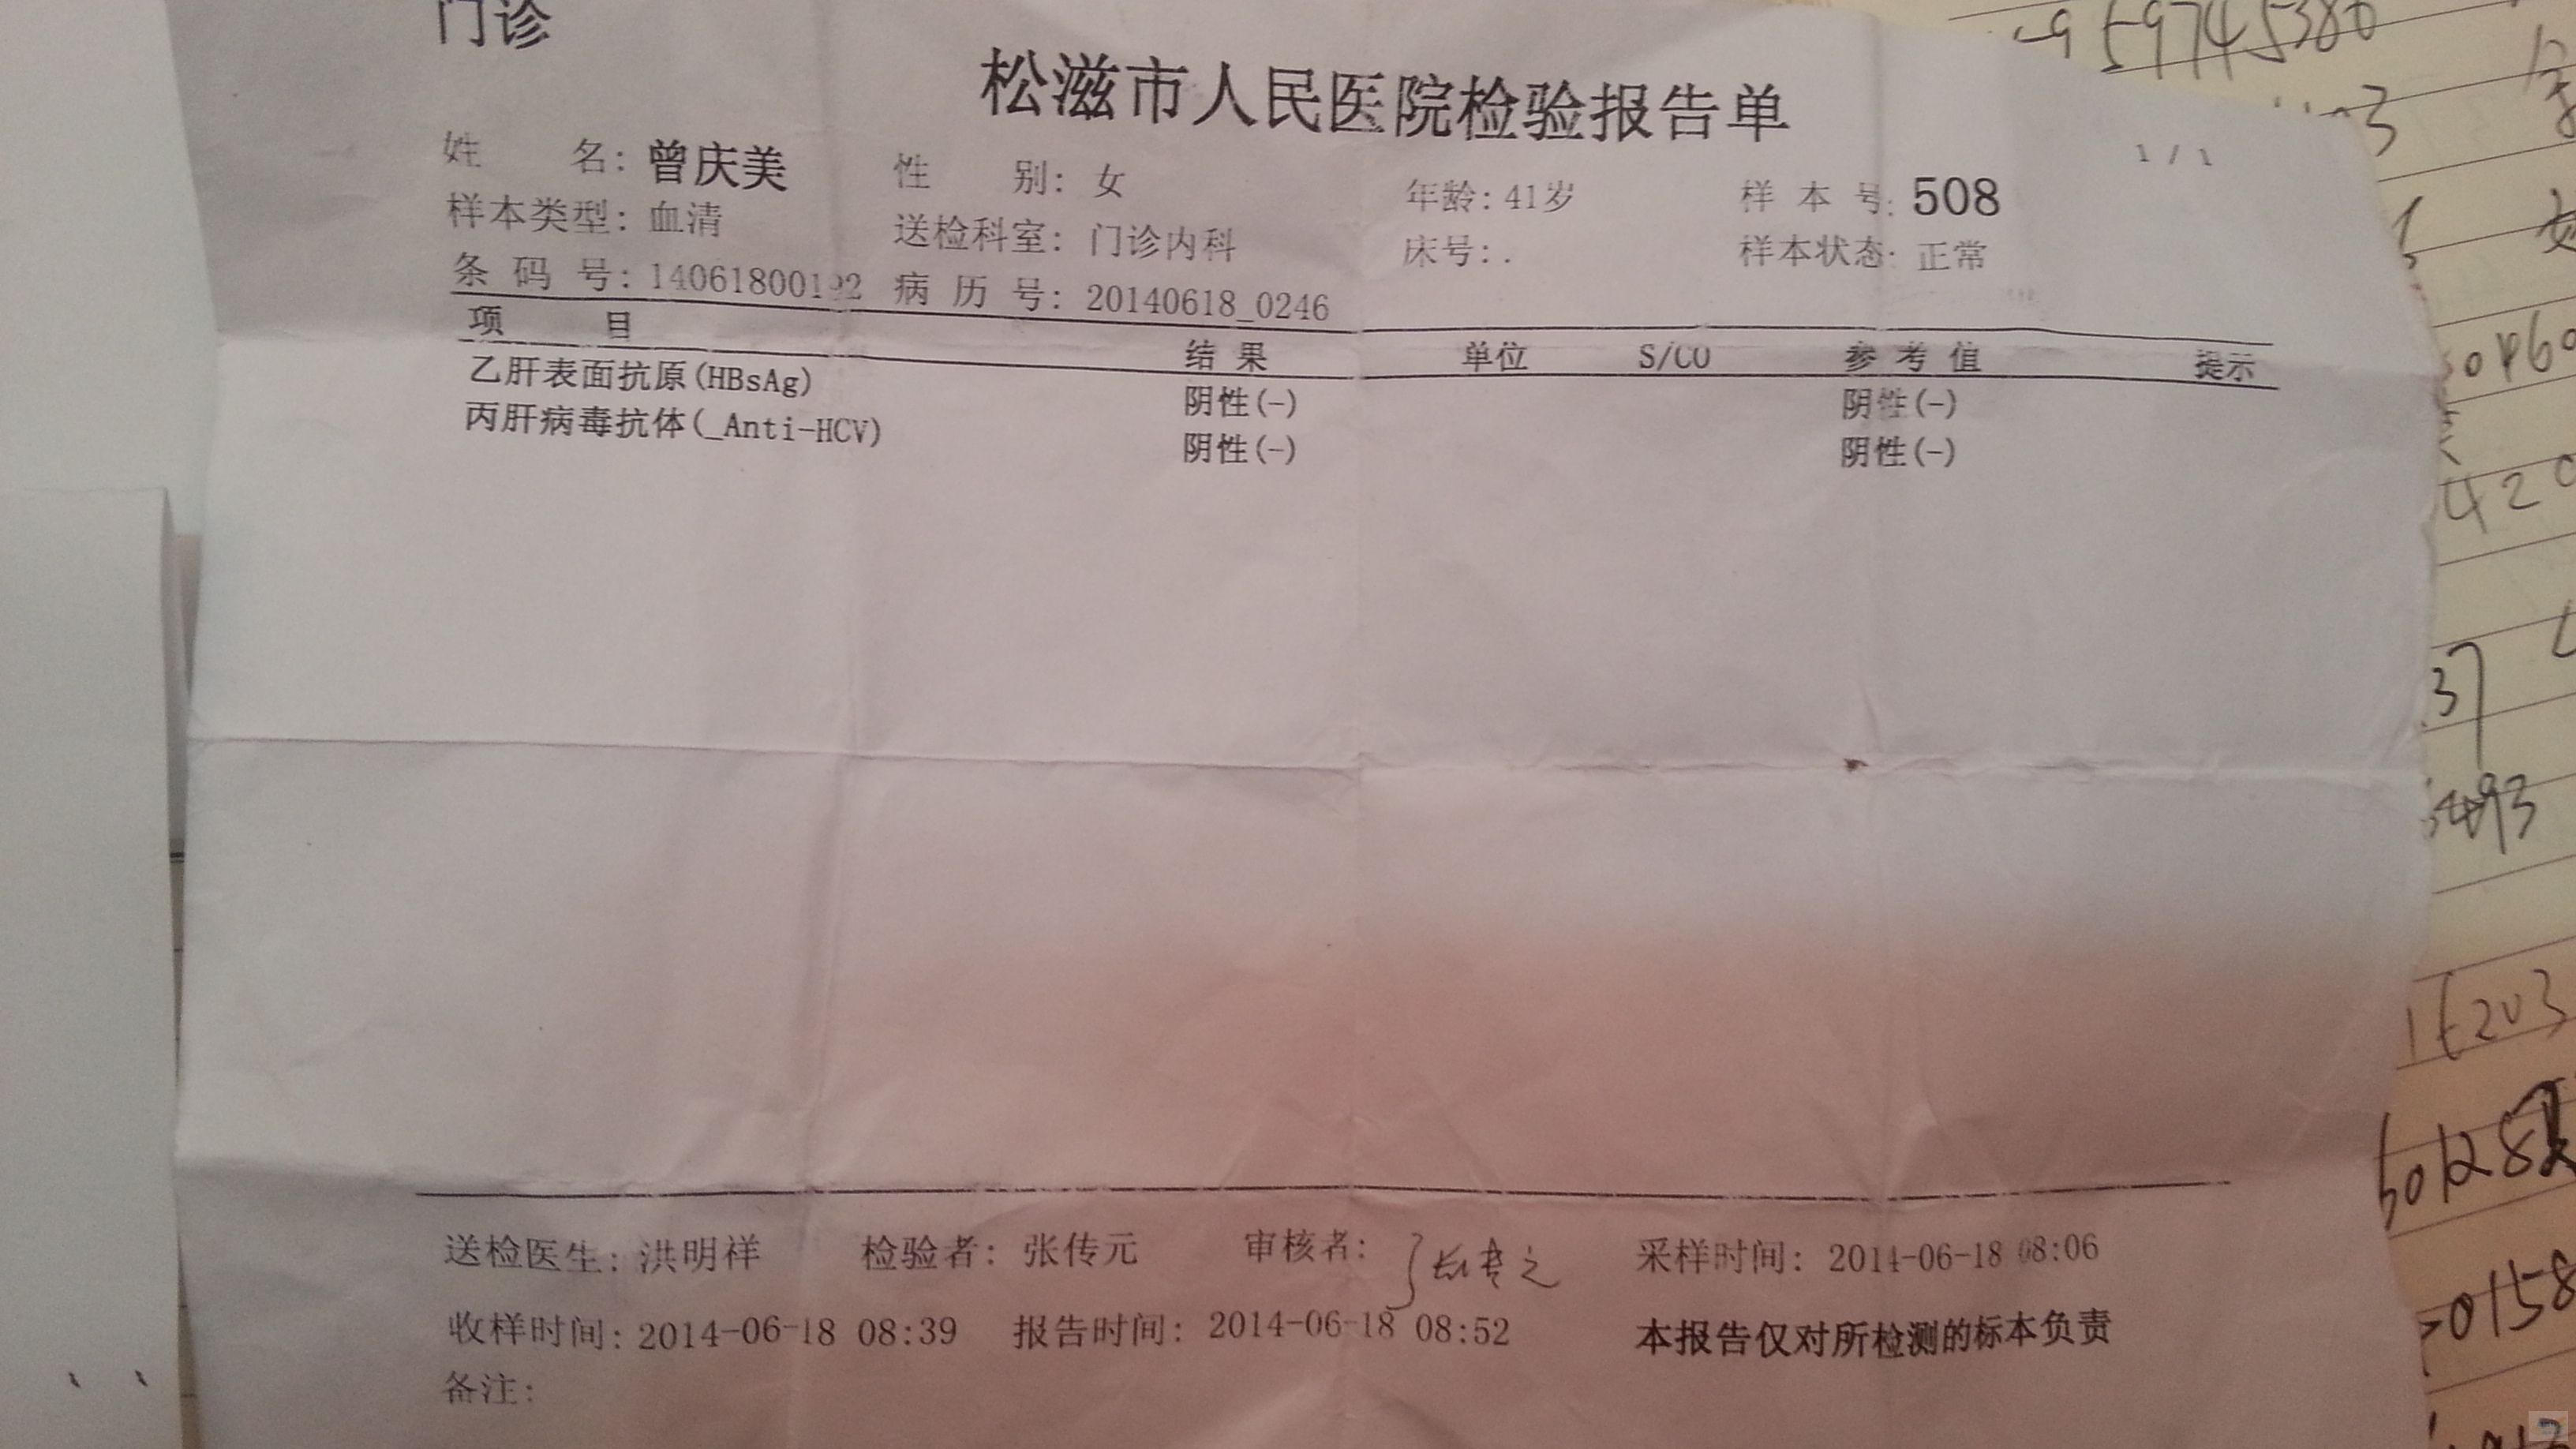 门诊
松滋市人民医院检验报告单
1 / 1
姓 名: 曾庆美 性 别: 女 年龄: 41岁 样 本 号: 508
样本类型: 血清 送检科室: 门诊内科 床号: . 样本状态: 正常
条 码 号: 病 历 号: 20140618_0246
项 目 结 果 单位 S/CO 参 考 值 提示
乙肝表面抗原(HBsAg) 阴性(-) 阴性(-)
丙肝病毒抗体(_Anti-HCV) 阴性(-) 阴性(-)
送检医生: 洪明祥 检验者: 张传元 审核者: 采样时间: 2014-06-18 08:06
收样时间: 2014-06-18 08:39 报告时间: 2014-06-18 08:52 本报告仅对所检测的标本负责
备注:
37